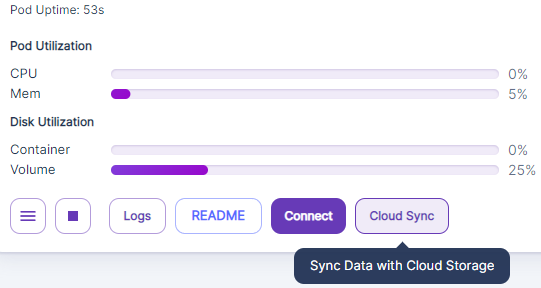 Pod Uptime: 53s
Pod Utilization
CPU 0%
Mem 5%
Disk Utilization
Container 0%
Volume 25%
Logs README Connect Cloud Sync
Sync Data with Cloud Storage